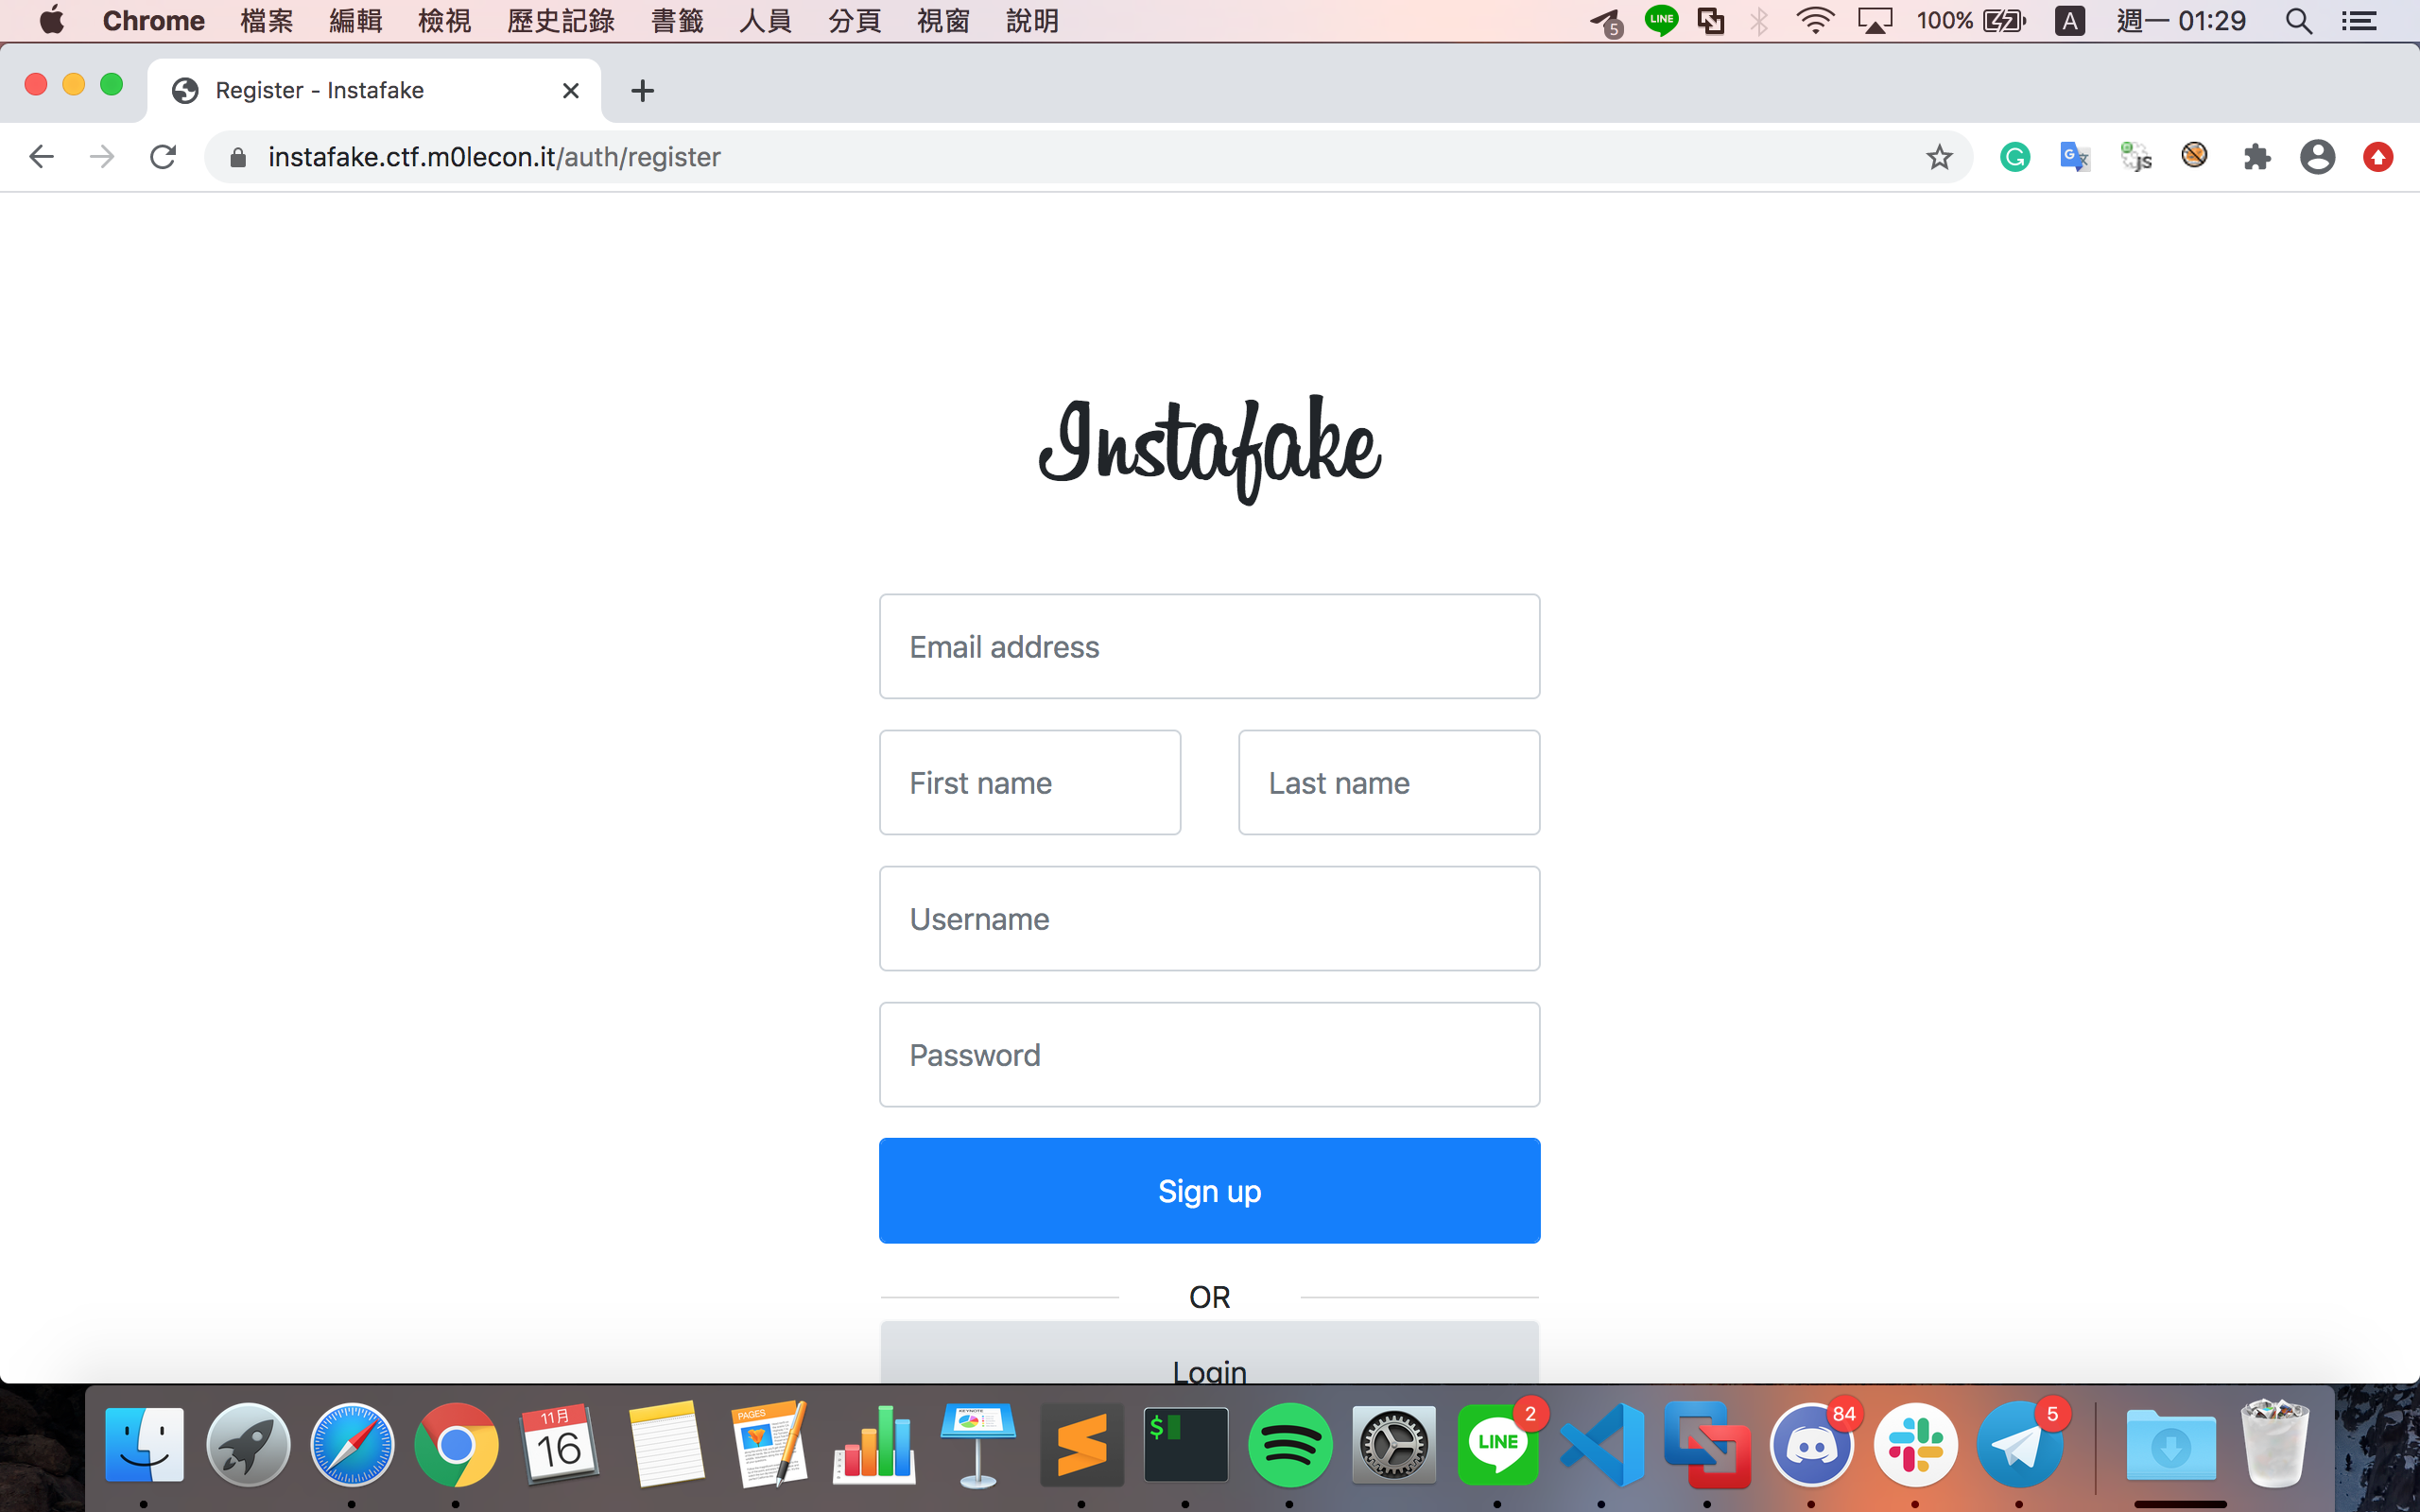 Chrome 檔案 編輯 檢視 歷史記錄 書籤 人員 分頁 視窗 說明 5 LINE 100% A 週一 01:29
Register - Instafake
instafake.ctf.m0lecon.it/auth/register
G JS
Instafake
Email address
First name Last name
Username
Password
Sign up
OR
Login
11月
16
PAGES
KEYNOTE
$
LINE
2
84
5